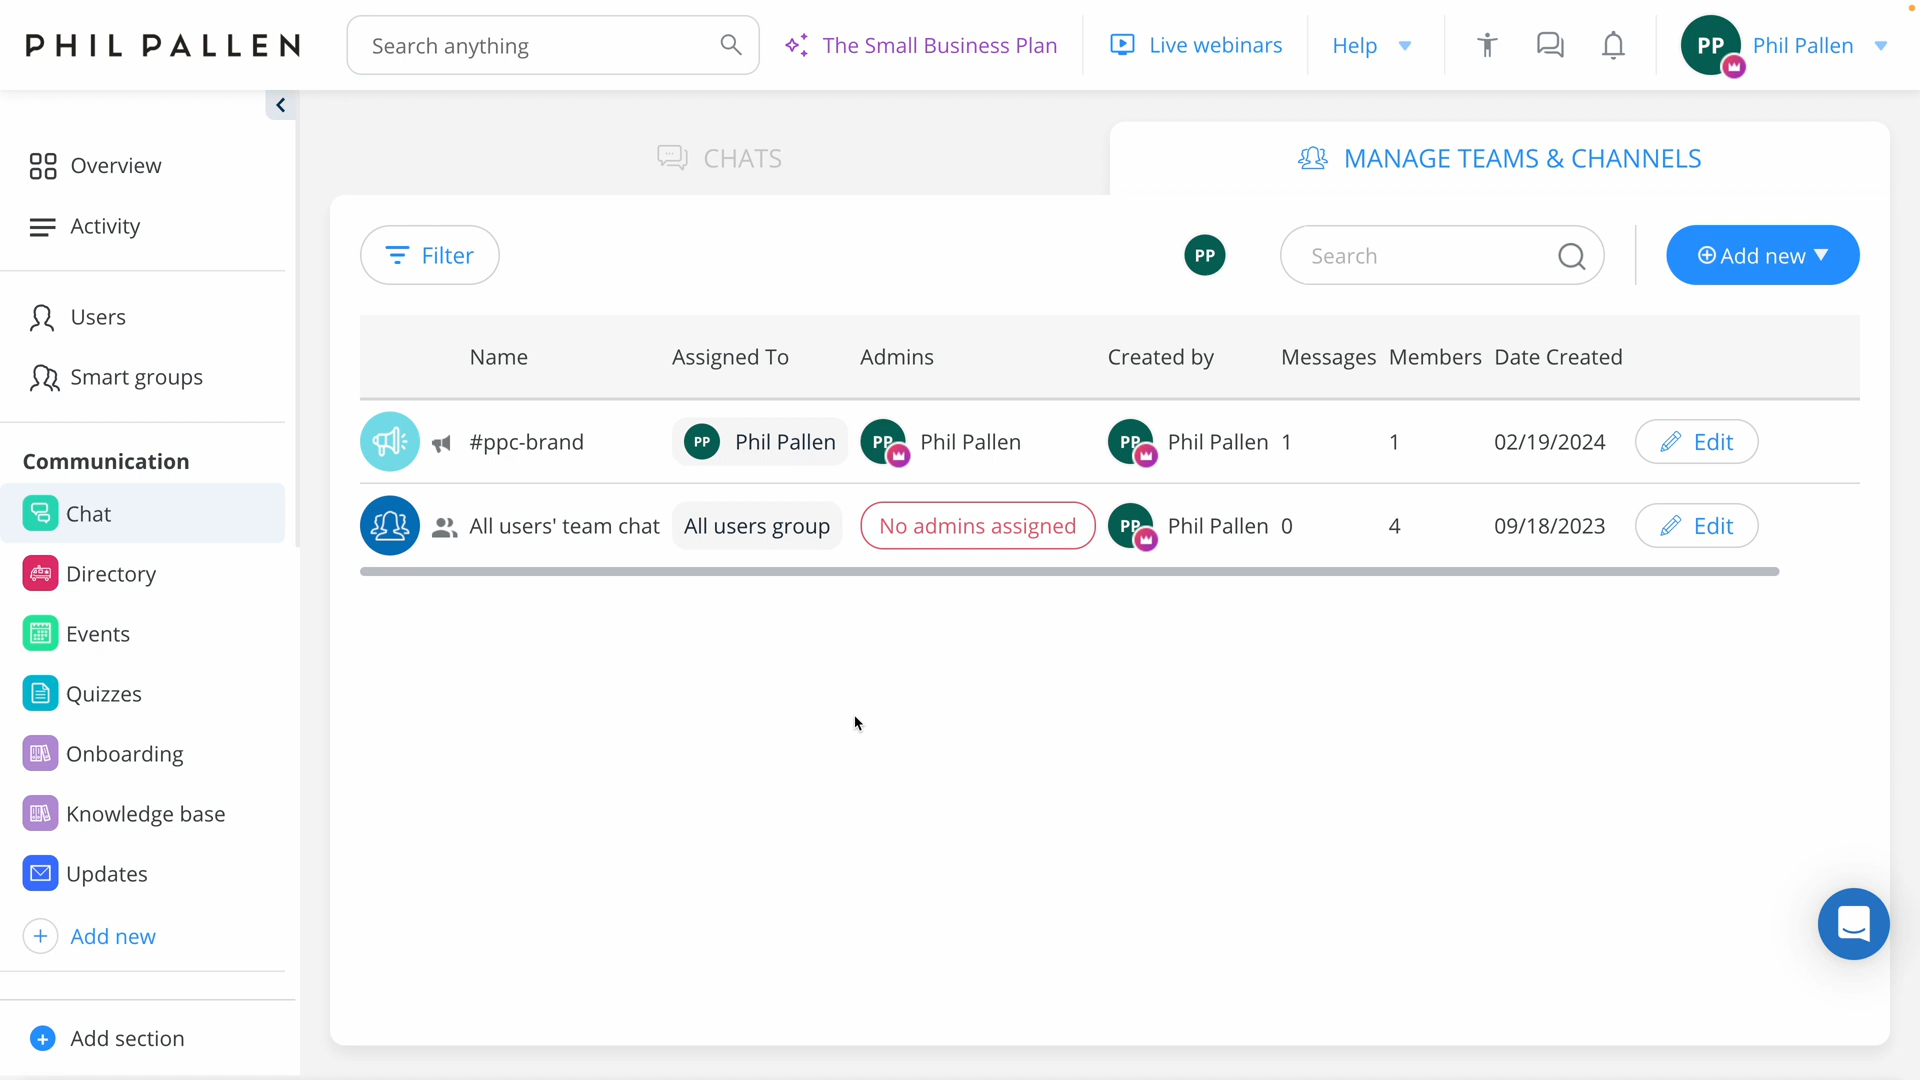 PHIL PALLEN
Search anything
The Small Business Plan
Live webinars
Help
PP
Phil Pallen
Overview
Activity
Users
Smart groups
Communication
Chat
Directory
Events
Quizzes
Onboarding
Knowledge base
Updates
Add new
Add section
CHATS
MANAGE TEAMS & CHANNELS
Filter
PP
Search
Add new
Name Assigned To Admins Created by Messages Members Date Created
#ppc-brand PP Phil Pallen PP Phil Pallen PP Phil Pallen 1 1 02/19/2024 Edit
All users' team chat All users group No admins assigned PP Phil Pallen 0 4 09/18/2023 Edit